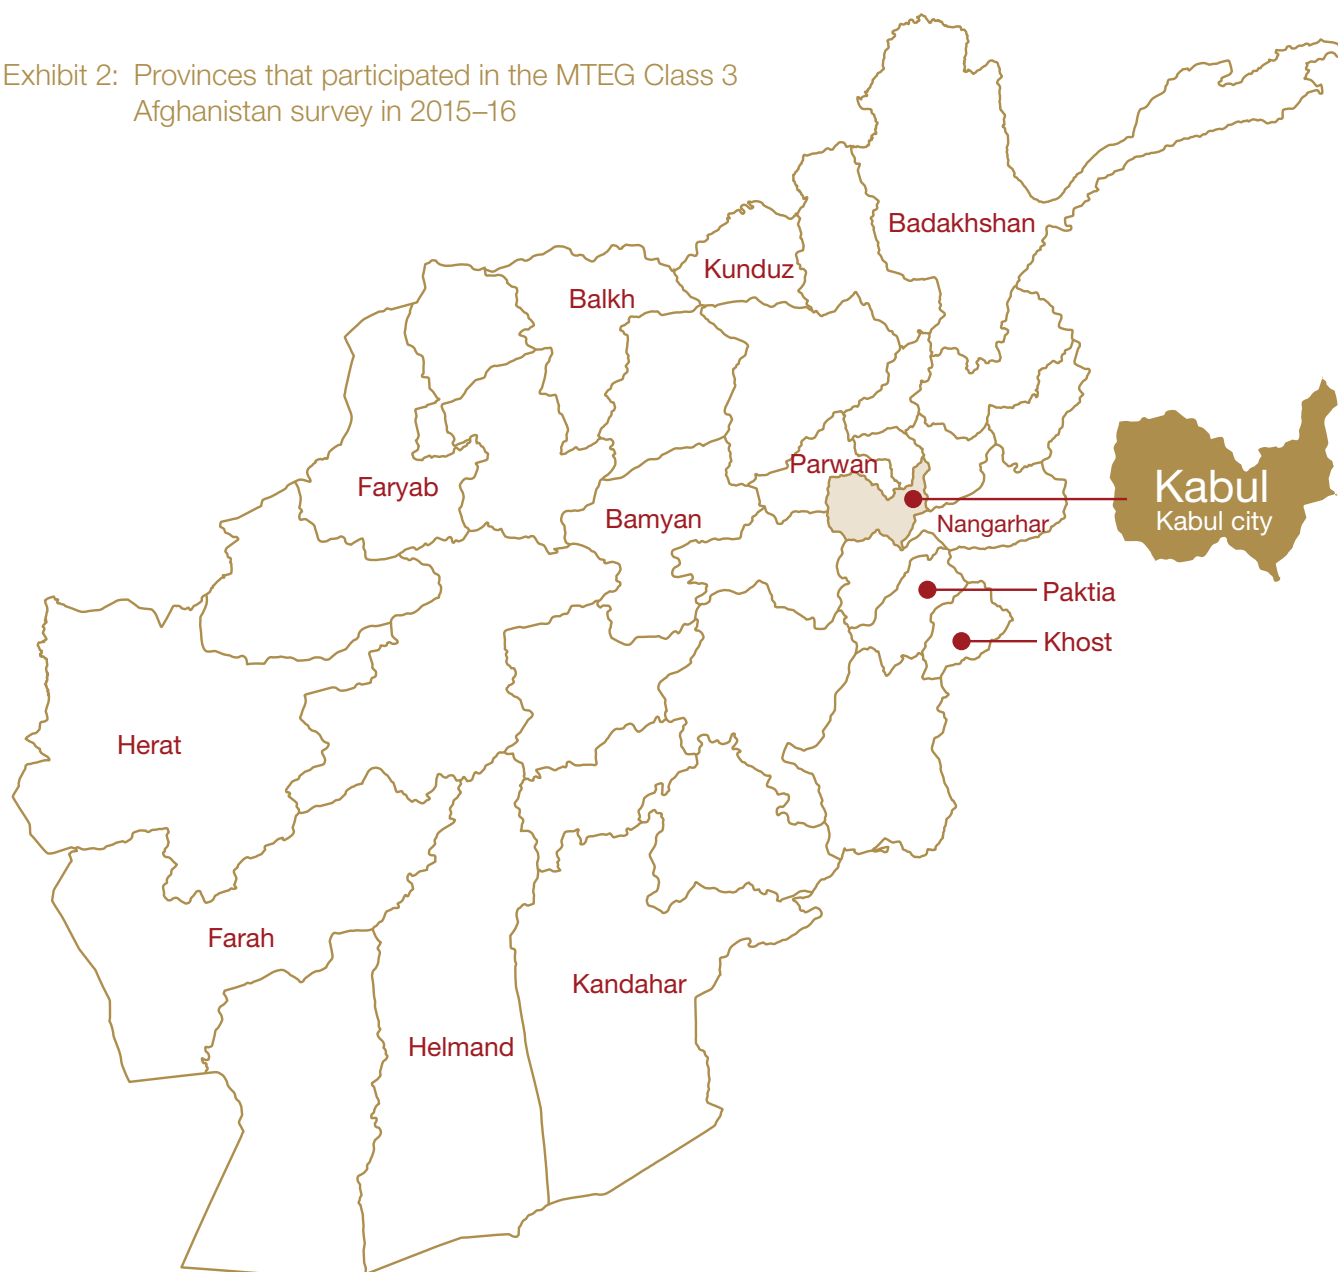 Exhibit 2: Provinces that participated in the MTEG Class 3
Afghanistan survey in 2015–16
Badakhshan
Kunduz
Balkh
Parwan
Faryab
Bamyan
Kabul
Kabul city
Nangarhar
Paktia
Khost
Herat
Farah
Kandahar
Helmand